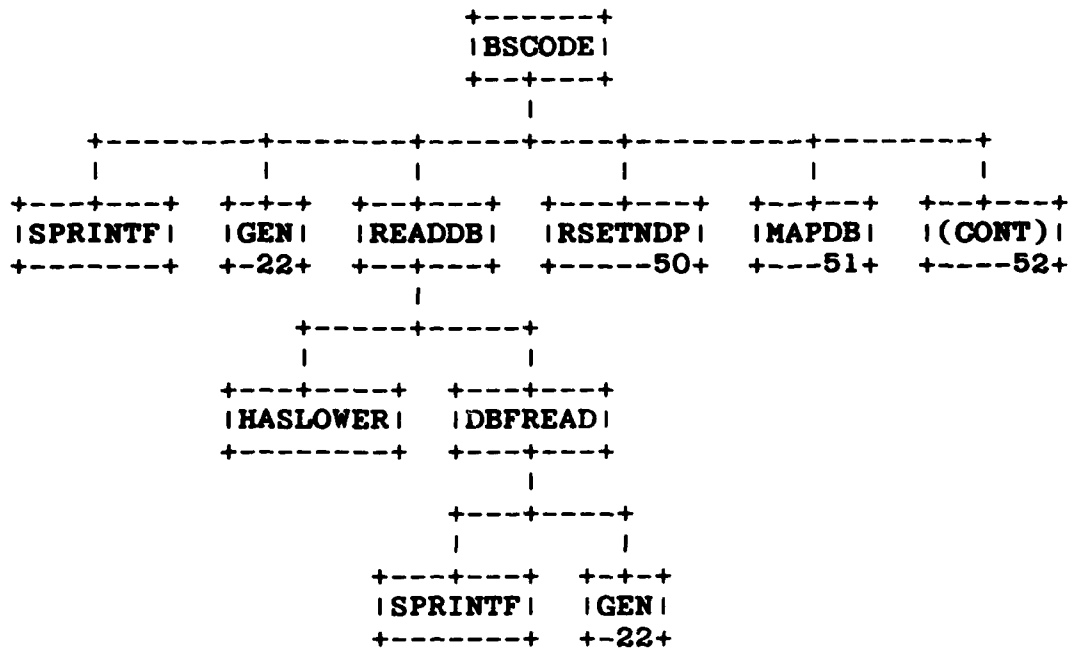 BSCODE
SPRINTF GEN READDB RSETNDP MAPDB (CONT)
22 50 51 52
HASLOWER DBFREAD
SPRINTF GEN
22